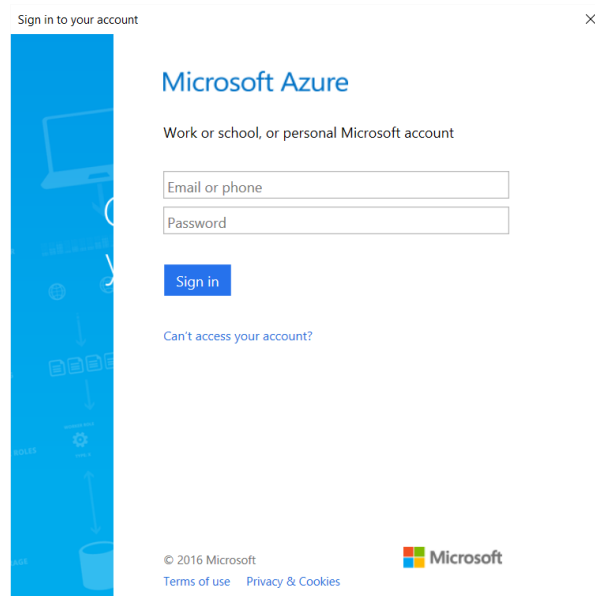 Sign in to your account
Microsoft Azure
Work or school, or personal Microsoft account
Email or phone
Password
Sign in
Can't access your account?
ROLES
© 2016 Microsoft
Microsoft
Terms of use Privacy & Cookies